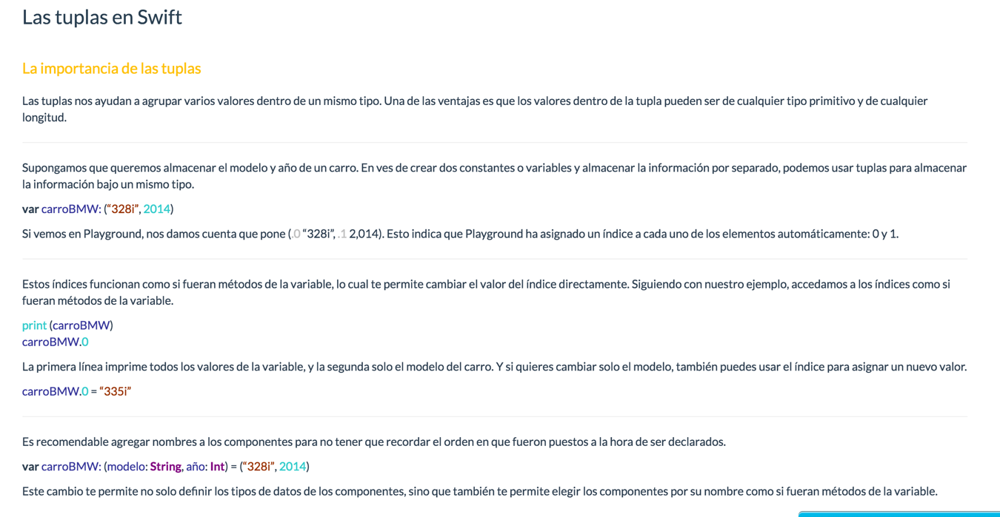 Las tuplas en Swift
La importancia de las tuplas
Las tuplas nos ayudan a agrupar varios valores dentro de un mismo tipo. Una de las ventajas es que los valores dentro de la tupla pueden ser de cualquier tipo primitivo y de cualquier
longitud.
Supongamos que queremos almacenar el modelo y año de un carro. En ves de crear dos constantes o variables y almacenar la información por separado, podemos usar tuplas para almacenar
la información bajo un mismo tipo.
var carroBMW: (“328i”, 2014)
Si vemos en Playground, nos damos cuenta que pone (.0 “328i”, .1 2,014). Esto indica que Playground ha asignado un índice a cada uno de los elementos automáticamente: 0 y 1.
Estos índices funcionan como si fueran métodos de la variable, lo cual te permite cambiar el valor del índice directamente. Siguiendo con nuestro ejemplo, accedamos a los índices como si
fueran métodos de la variable.
print (carroBMW)
carroBMW.0
La primera línea imprime todos los valores de la variable, y la segunda solo el modelo del carro. Y si quieres cambiar solo el modelo, también puedes usar el índice para asignar un nuevo valor.
carroBMW.0 = “335i”
Es recomendable agregar nombres a los componentes para no tener que recordar el orden en que fueron puestos a la hora de ser declarados.
var carroBMW: (modelo: String, año: Int) = (“328i”, 2014)
Este cambio te permite no solo definir los tipos de datos de los componentes, sino que también te permite elegir los componentes por su nombre como si fueran métodos de la variable.